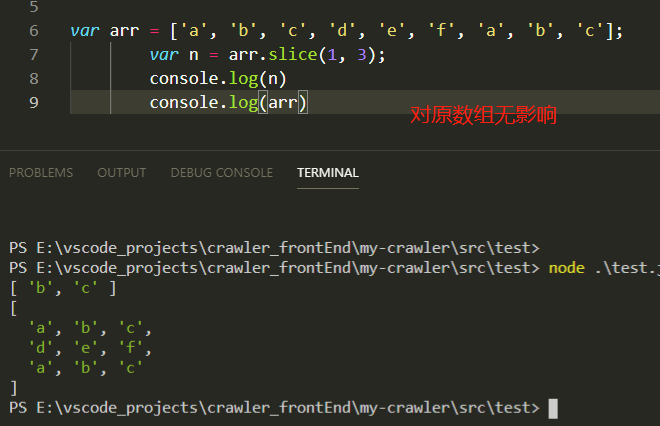 5
6 var arr = ['a', 'b', 'c', 'd', 'e', 'f', 'a', 'b', 'c'];
7 var n = arr.slice(1, 3);
8 console.log(n)
9 console.log(arr)
对原数组无影响
PROBLEMS OUTPUT DEBUG CONSOLE TERMINAL
PS E:\vscode_projects\crawler_frontEnd\my-crawler\src\test>
PS E:\vscode_projects\crawler_frontEnd\my-crawler\src\test> node .\test.j
[ 'b', 'c' ]
[
'a', 'b', 'c',
'd', 'e', 'f',
'a', 'b', 'c'
]
PS E:\vscode_projects\crawler_frontEnd\my-crawler\src\test>